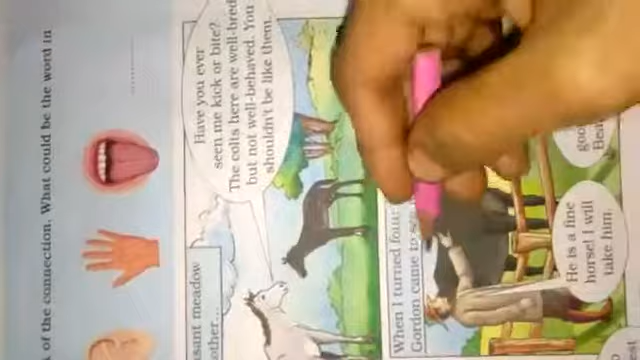 of the connection. What could be the word in
Have you ever
seen me kick or bite?
The colts here are well-bred
but not well-behaved. You
shouldn't be like them.
asant meadow
other...
When I turned four
Gordon came to
He is a fine
horse! I will
take him.